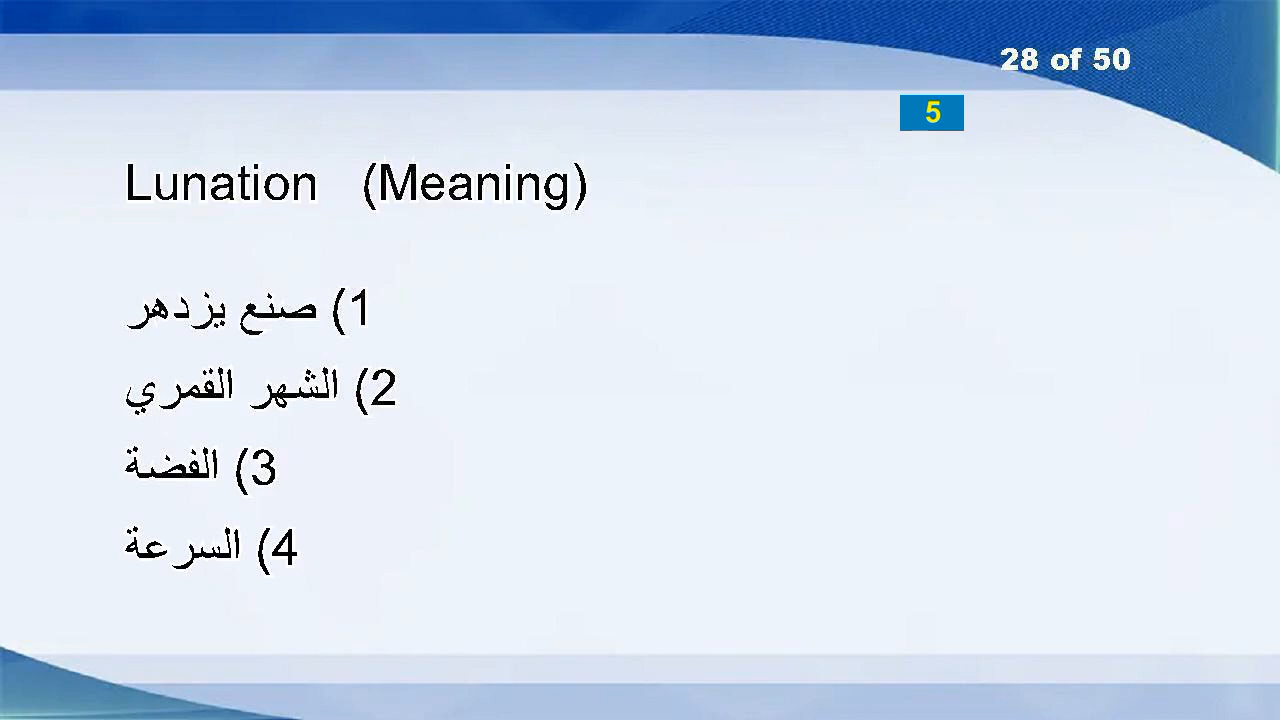 28 of 50
5
Lunation (Meaning)
1) صنع يزدهر
2) الشهر القمري
3) الفضة
4) السرعة